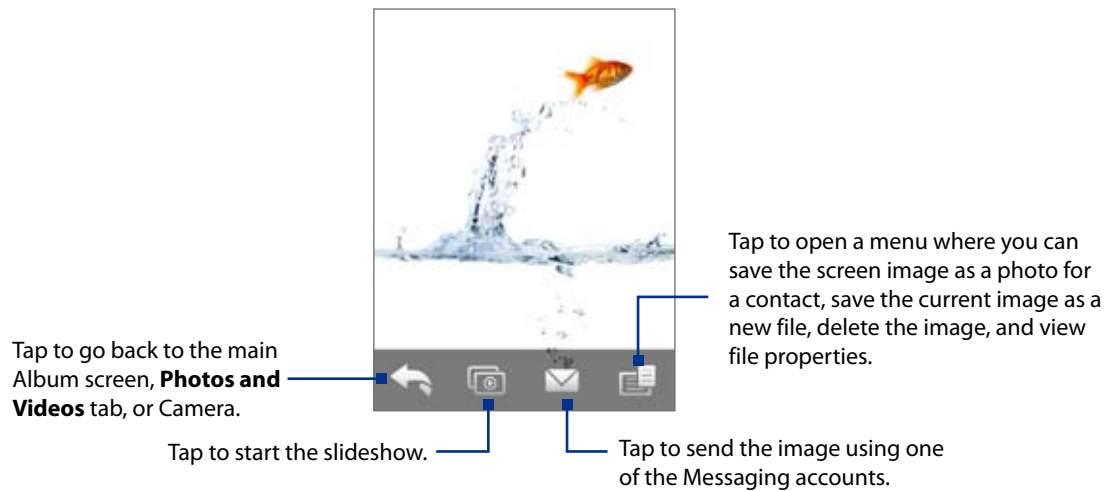 Tap to open a menu where you can
save the screen image as a photo for
a contact, save the current image as a
new file, delete the image, and view
file properties.
Tap to go back to the main
Album screen, Photos and
Videos tab, or Camera.
Tap to start the slideshow.
Tap to send the image using one
of the Messaging accounts.